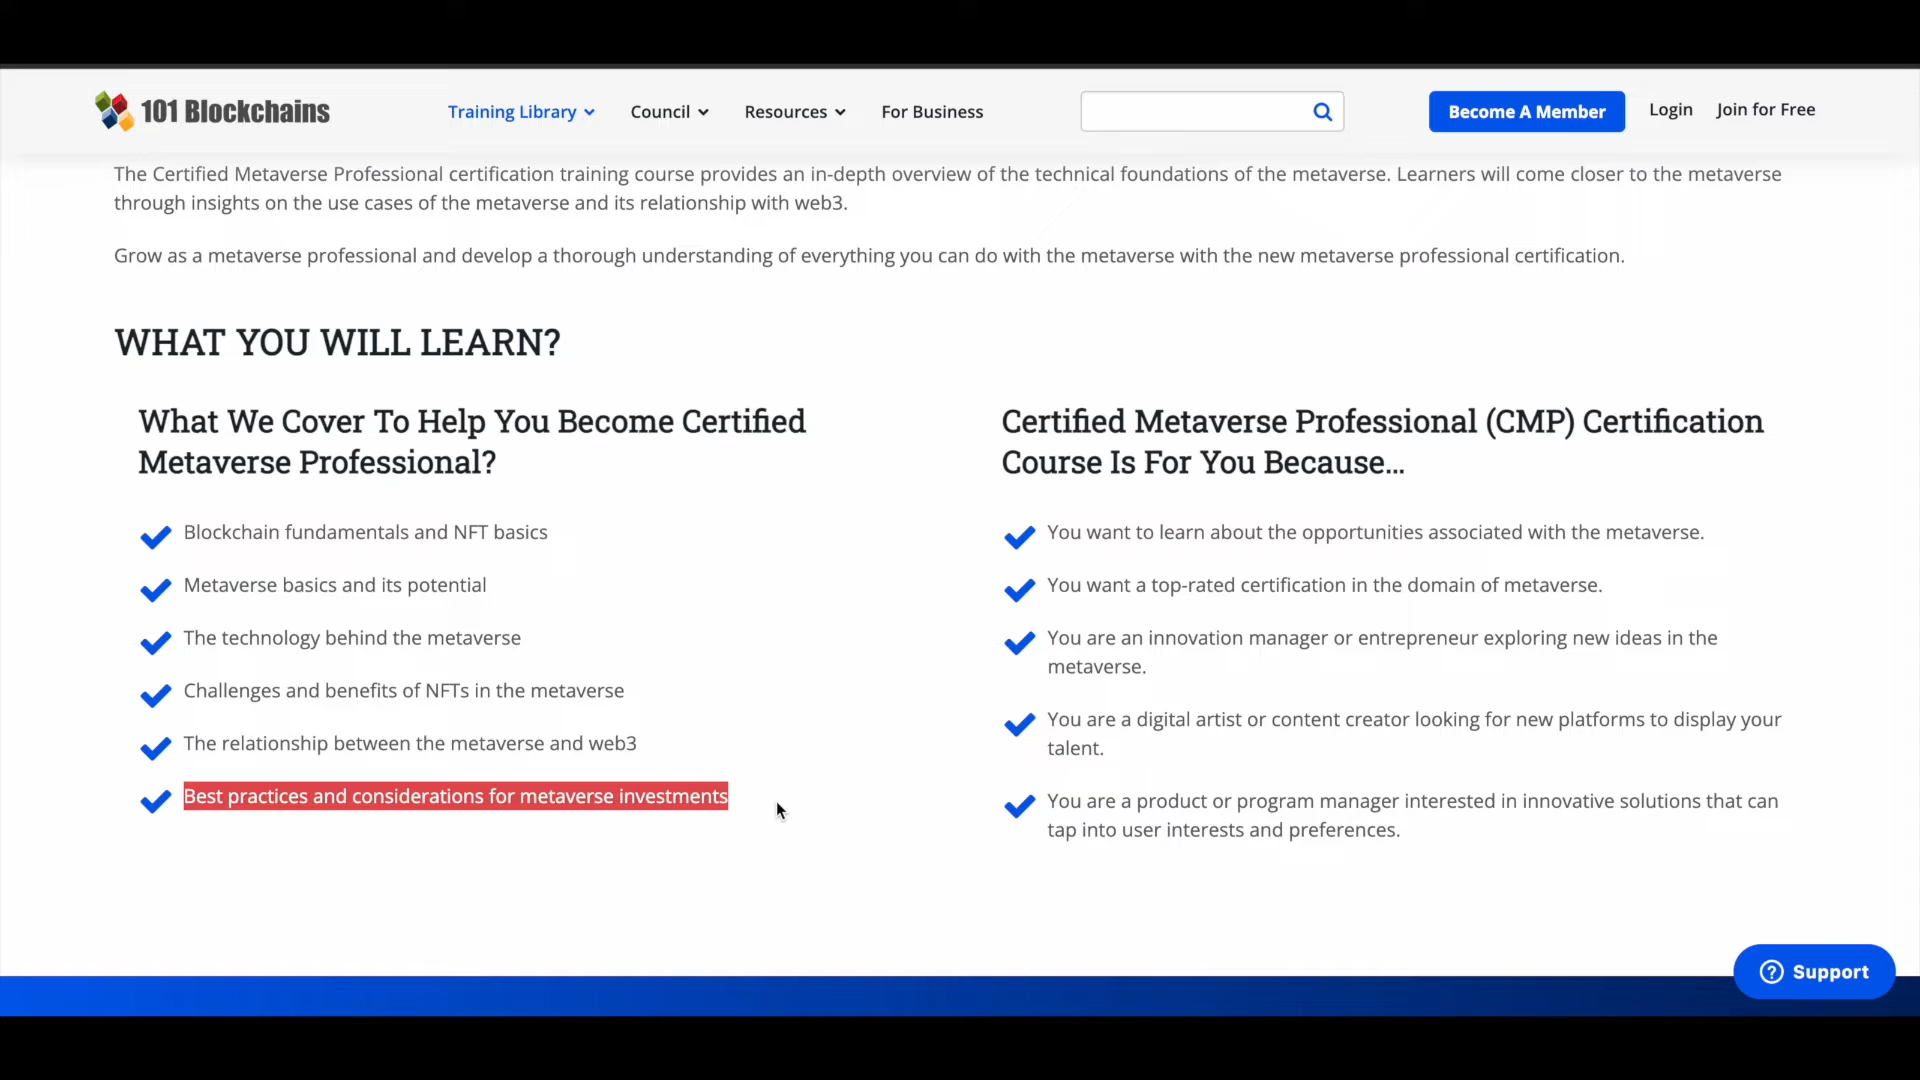 101 Blockchains
Training Library
Council
Resources
For Business
Become A Member
Login
Join for Free
The Certified Metaverse Professional certification training course provides an in-depth overview of the technical foundations of the metaverse. Learners will come closer to the metaverse
through insights on the use cases of the metaverse and its relationship with web3.
Grow as a metaverse professional and develop a thorough understanding of everything you can do with the metaverse with the new metaverse professional certification.
WHAT YOU WILL LEARN?
What We Cover To Help You Become Certified
Metaverse Professional?
Blockchain fundamentals and NFT basics
Metaverse basics and its potential
The technology behind the metaverse
Challenges and benefits of NFTs in the metaverse
The relationship between the metaverse and web3
Best practices and considerations for metaverse investments
Certified Metaverse Professional (CMP) Certification
Course Is For You Because...
You want to learn about the opportunities associated with the metaverse.
You want a top-rated certification in the domain of metaverse.
You are an innovation manager or entrepreneur exploring new ideas in the
metaverse.
You are a digital artist or content creator looking for new platforms to display your
talent.
You are a product or program manager interested in innovative solutions that can
tap into user interests and preferences.
Support